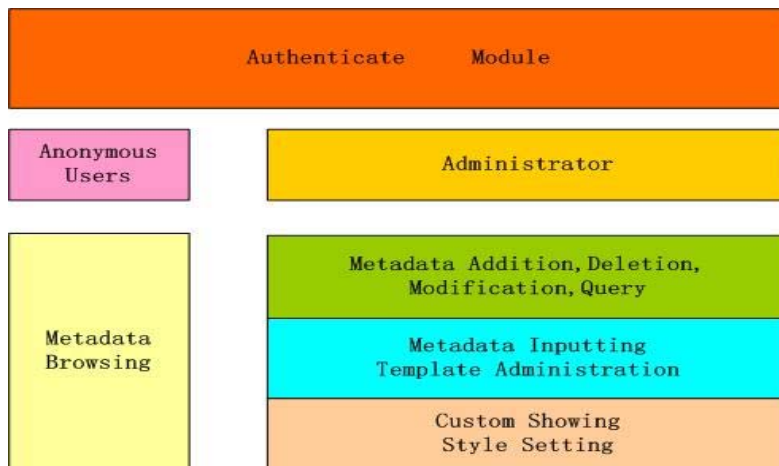 Authenticate Module
Anonymous
Users
Administrator
Metadata
Browsing
Metadata Addition,Deletion,
Modification,Query
Metadata Inputting
Template Administration
Custom Showing
Style Setting